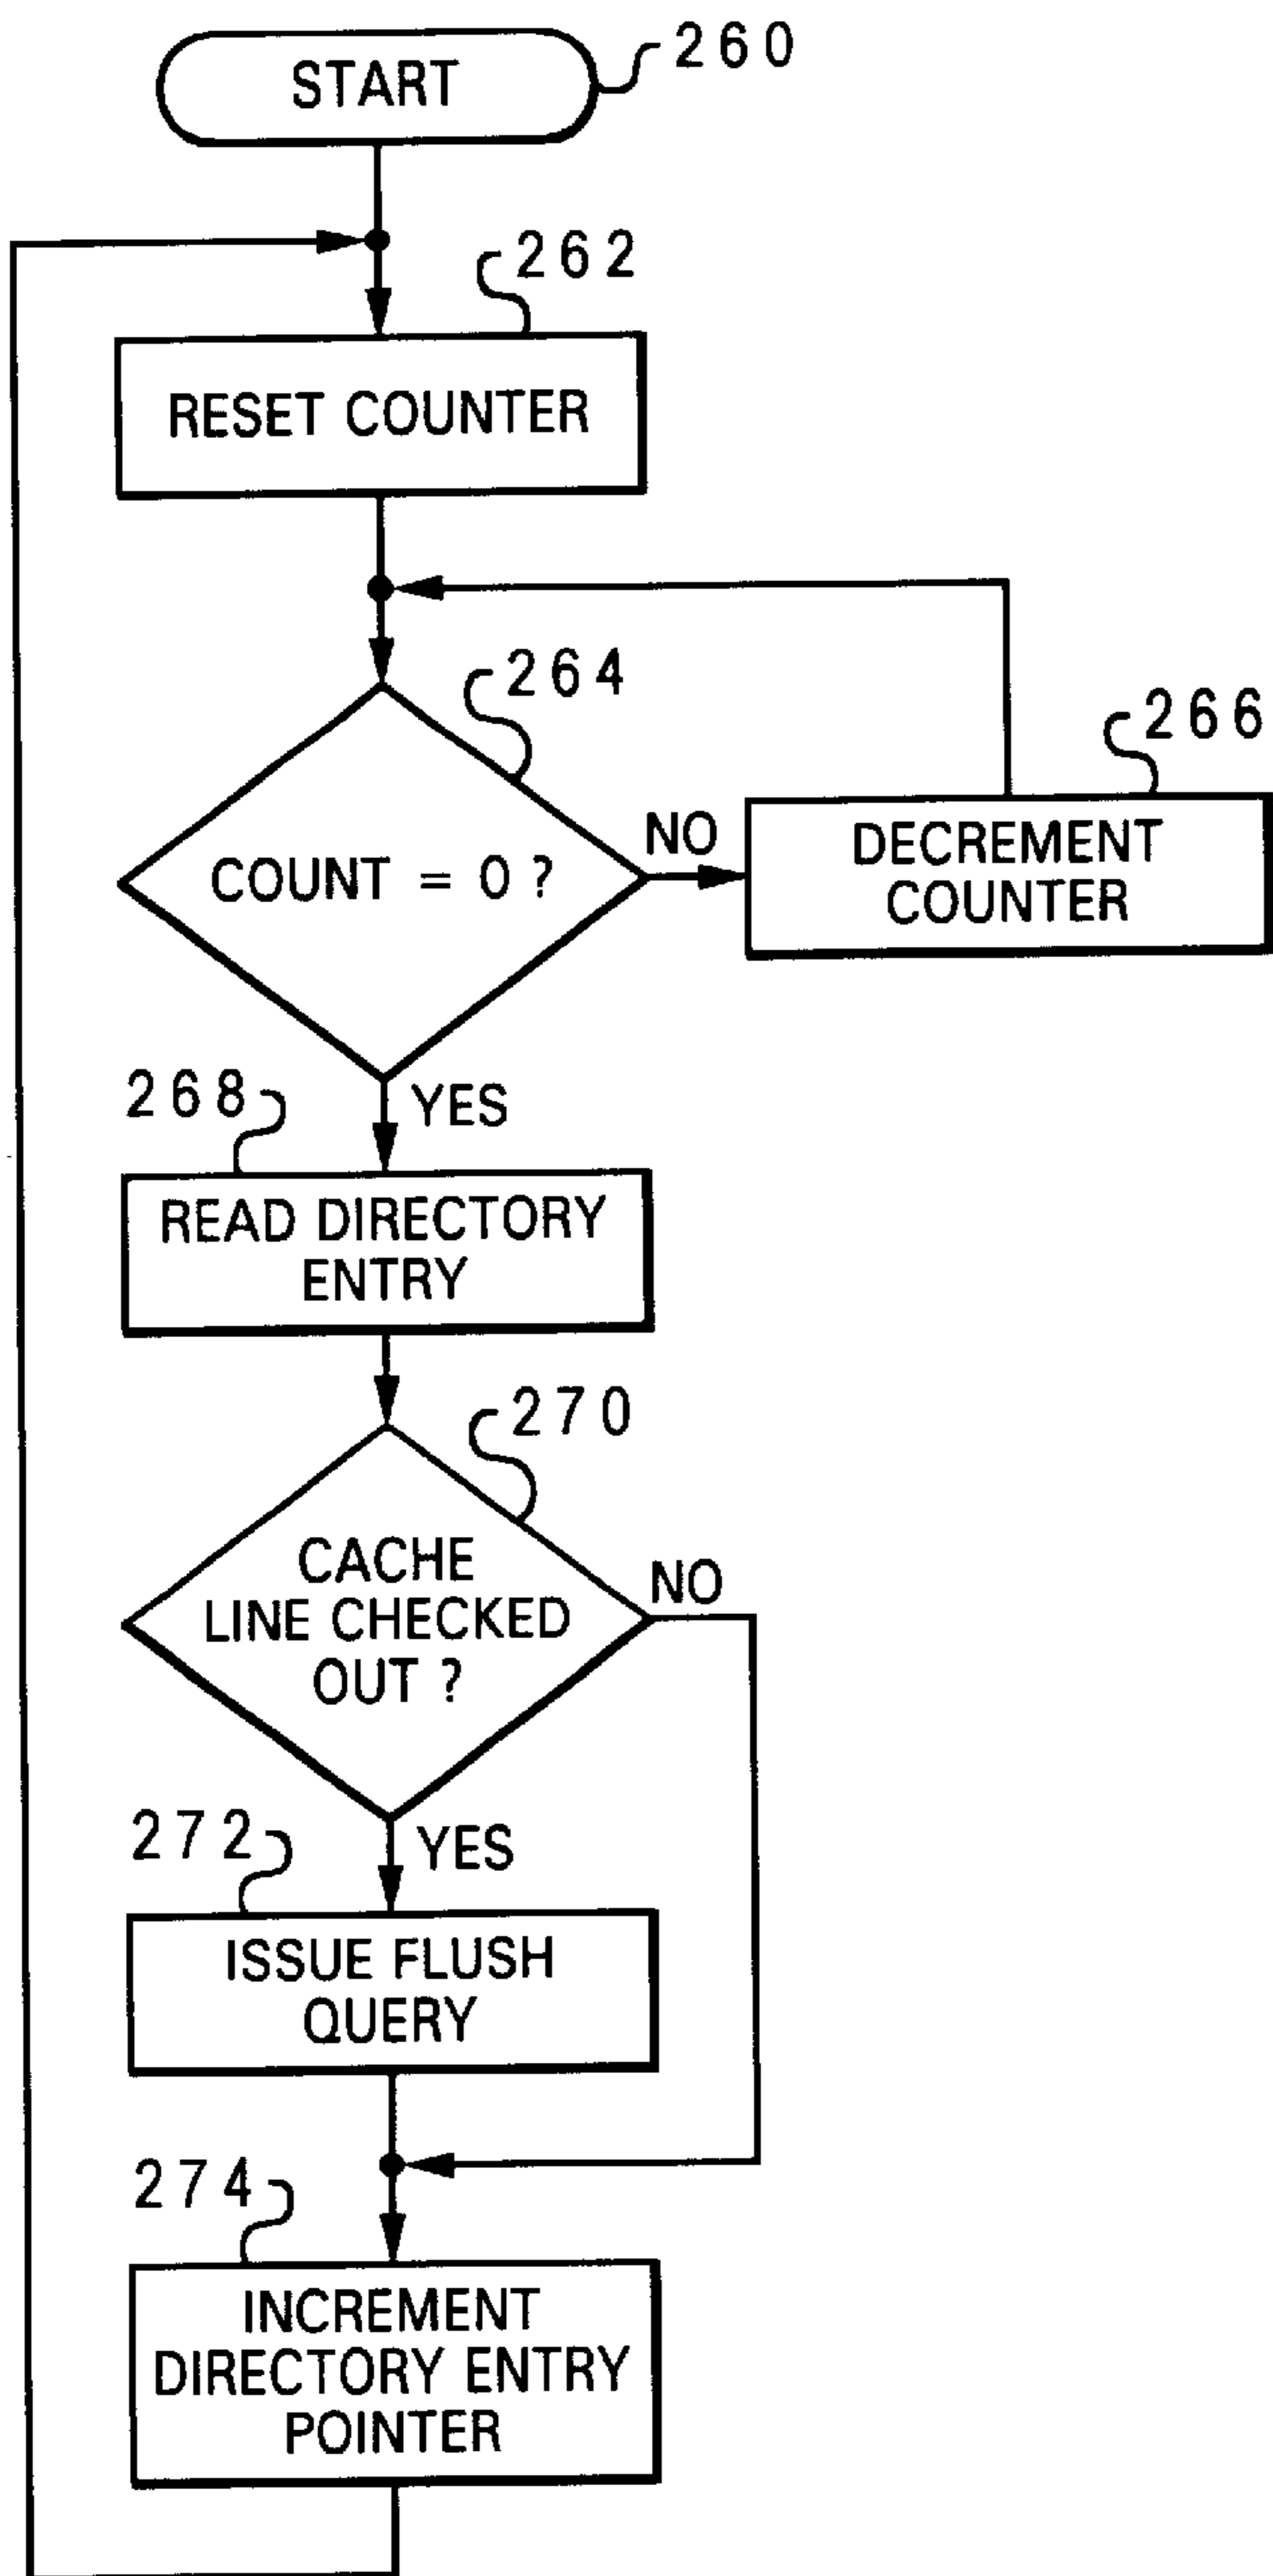 START
260
262
RESET COUNTER
264
266
COUNT = 0 ?
NO
DECREMENT
COUNTER
YES
268
READ DIRECTORY
ENTRY
270
CACHE
LINE CHECKED
OUT ?
NO
YES
272
ISSUE FLUSH
QUERY
274
INCREMENT
DIRECTORY ENTRY
POINTER